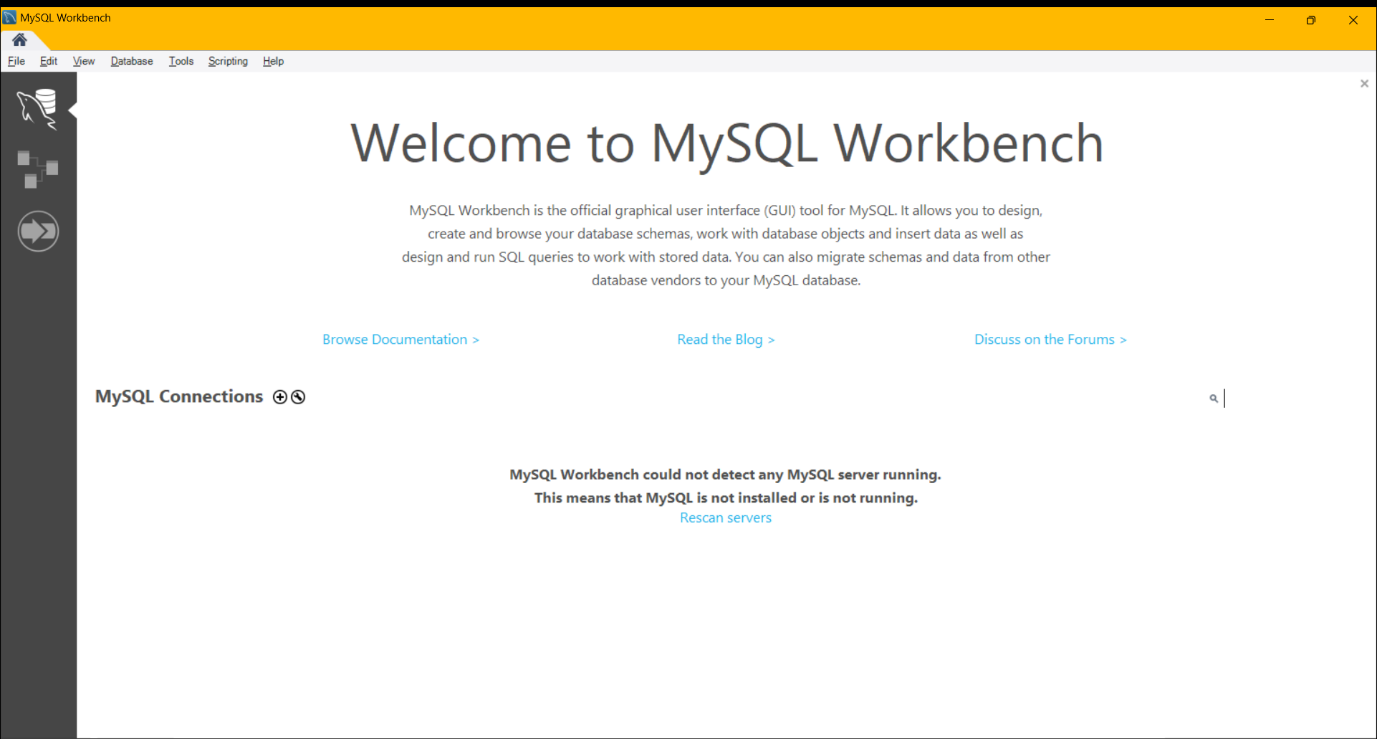 MySQL Workbench
File Edit View Database Tools Scripting Help
Welcome to MySQL Workbench
MySQL Workbench is the official graphical user interface (GUI) tool for MySQL. It allows you to design,
create and browse your database schemas, work with database objects and insert data as well as
design and run SQL queries to work with stored data. You can also migrate schemas and data from other
database vendors to your MySQL database.
Browse Documentation > Read the Blog > Discuss on the Forums >
MySQL Connections
MySQL Workbench could not detect any MySQL server running.
This means that MySQL is not installed or is not running.
Rescan servers